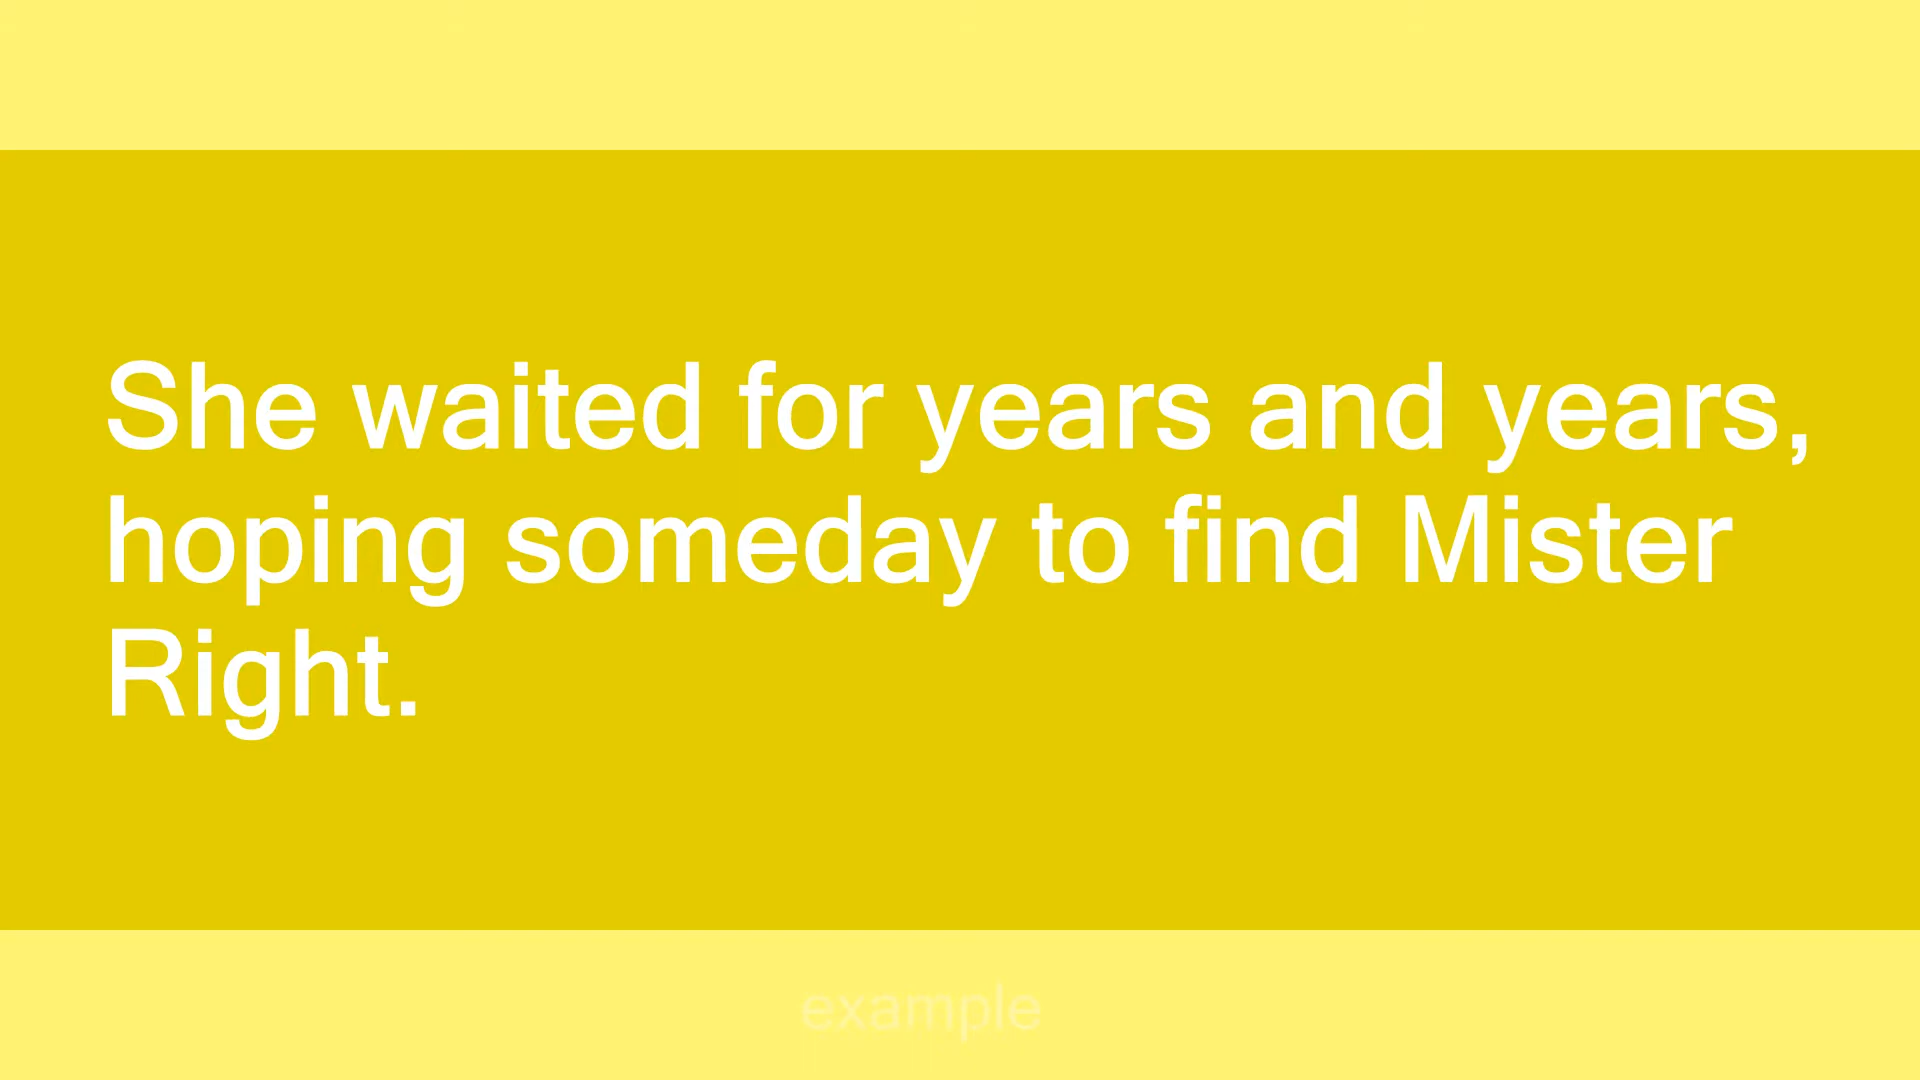 She waited for years and years,
hoping someday to find Mister
Right.
example